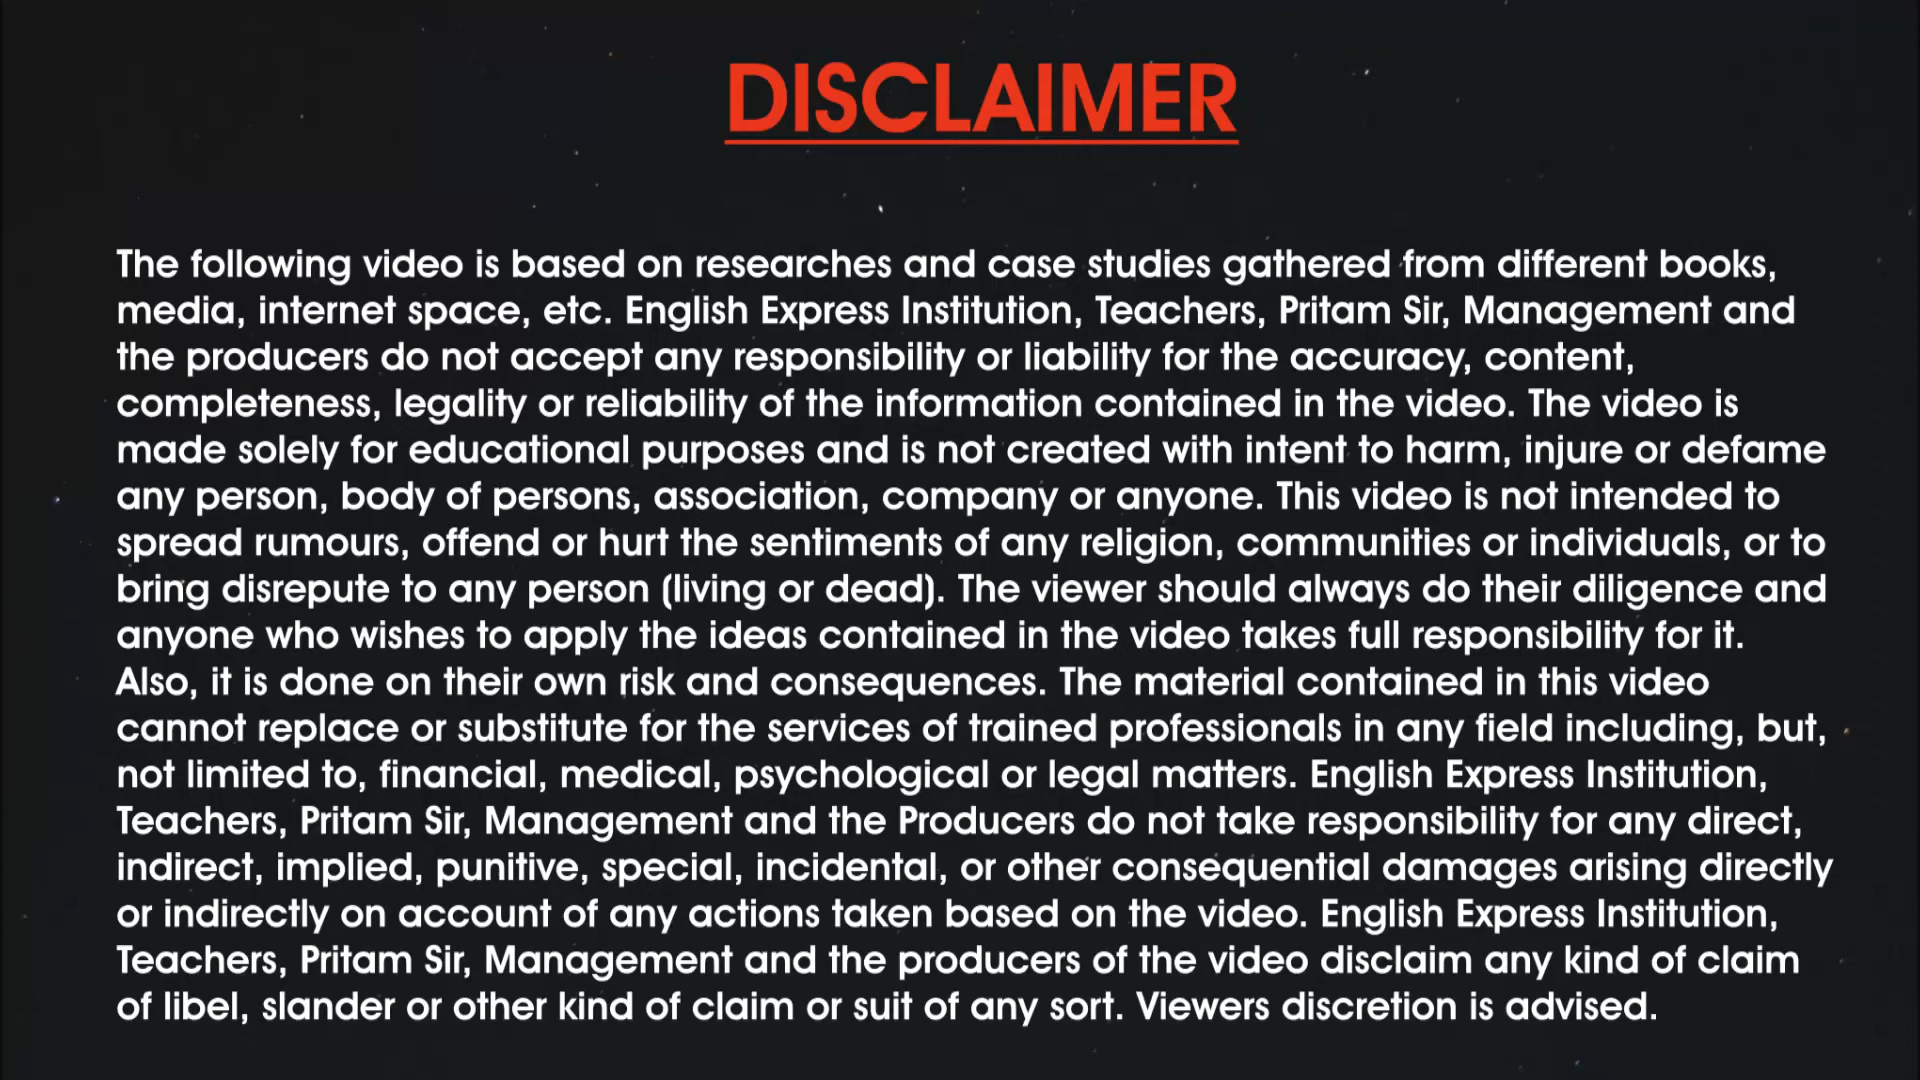 DISCLAIMER
The following video is based on researches and case studies gathered from different books,
media, internet space, etc. English Express Institution, Teachers, Pritam Sir, Management and
the producers do not accept any responsibility or liability for the accuracy, content,
completeness, legality or reliability of the information contained in the video. The video is
made solely for educational purposes and is not created with intent to harm, injure or defame
any person, body of persons, association, company or anyone. This video is not intended to
spread rumours, offend or hurt the sentiments of any religion, communities or individuals, or to
bring disrepute to any person (living or dead). The viewer should always do their diligence and
anyone who wishes to apply the ideas contained in the video takes full responsibility for it.
Also, it is done on their own risk and consequences. The material contained in this video
cannot replace or substitute for the services of trained professionals in any field including, but,
not limited to, financial, medical, psychological or legal matters. English Express Institution,
Teachers, Pritam Sir, Management and the Producers do not take responsibility for any direct,
indirect, implied, punitive, special, incidental, or other consequential damages arising directly
or indirectly on account of any actions taken based on the video. English Express Institution,
Teachers, Pritam Sir, Management and the producers of the video disclaim any kind of claim
of libel, slander or other kind of claim or suit of any sort. Viewers discretion is advised.